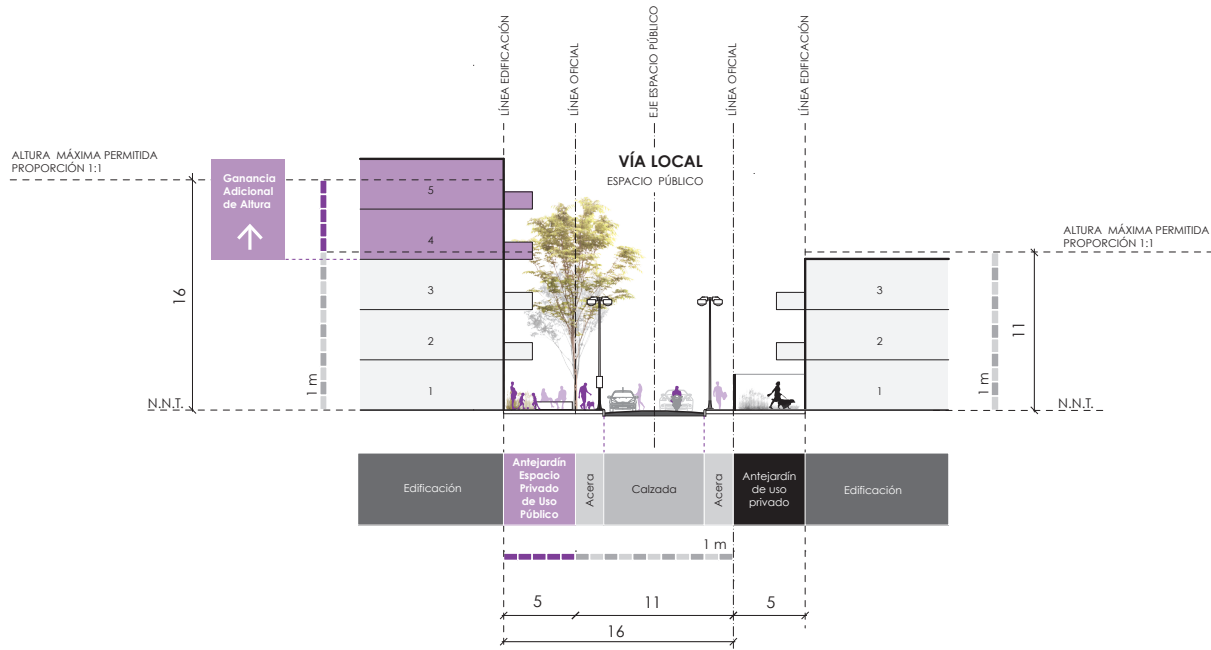 LÍNEA EDIFICACIÓN
LÍNEA OFICIAL
EJE ESPACIO PÚBLICO
LÍNEA OFICIAL
LÍNEA EDIFICACIÓN
VÍA LOCAL
ESPACIO PÚBLICO
ALTURA MÁXIMA PERMITIDA
PROPORCIÓN 1:1
Ganancia
Adicional
de Altura
16
1 m
5
4
3
2
1
N.N.T.
ALTURA MÁXIMA PERMITIDA
PROPORCIÓN 1:1
3
2
1
1 m
11
N.N.T.
Edificación
Antejardín
Espacio
Privado
de Uso
Público
Acera
Calzada
Acera
Antejardín
de uso
privado
Edificación
1 m
5
11
5
16